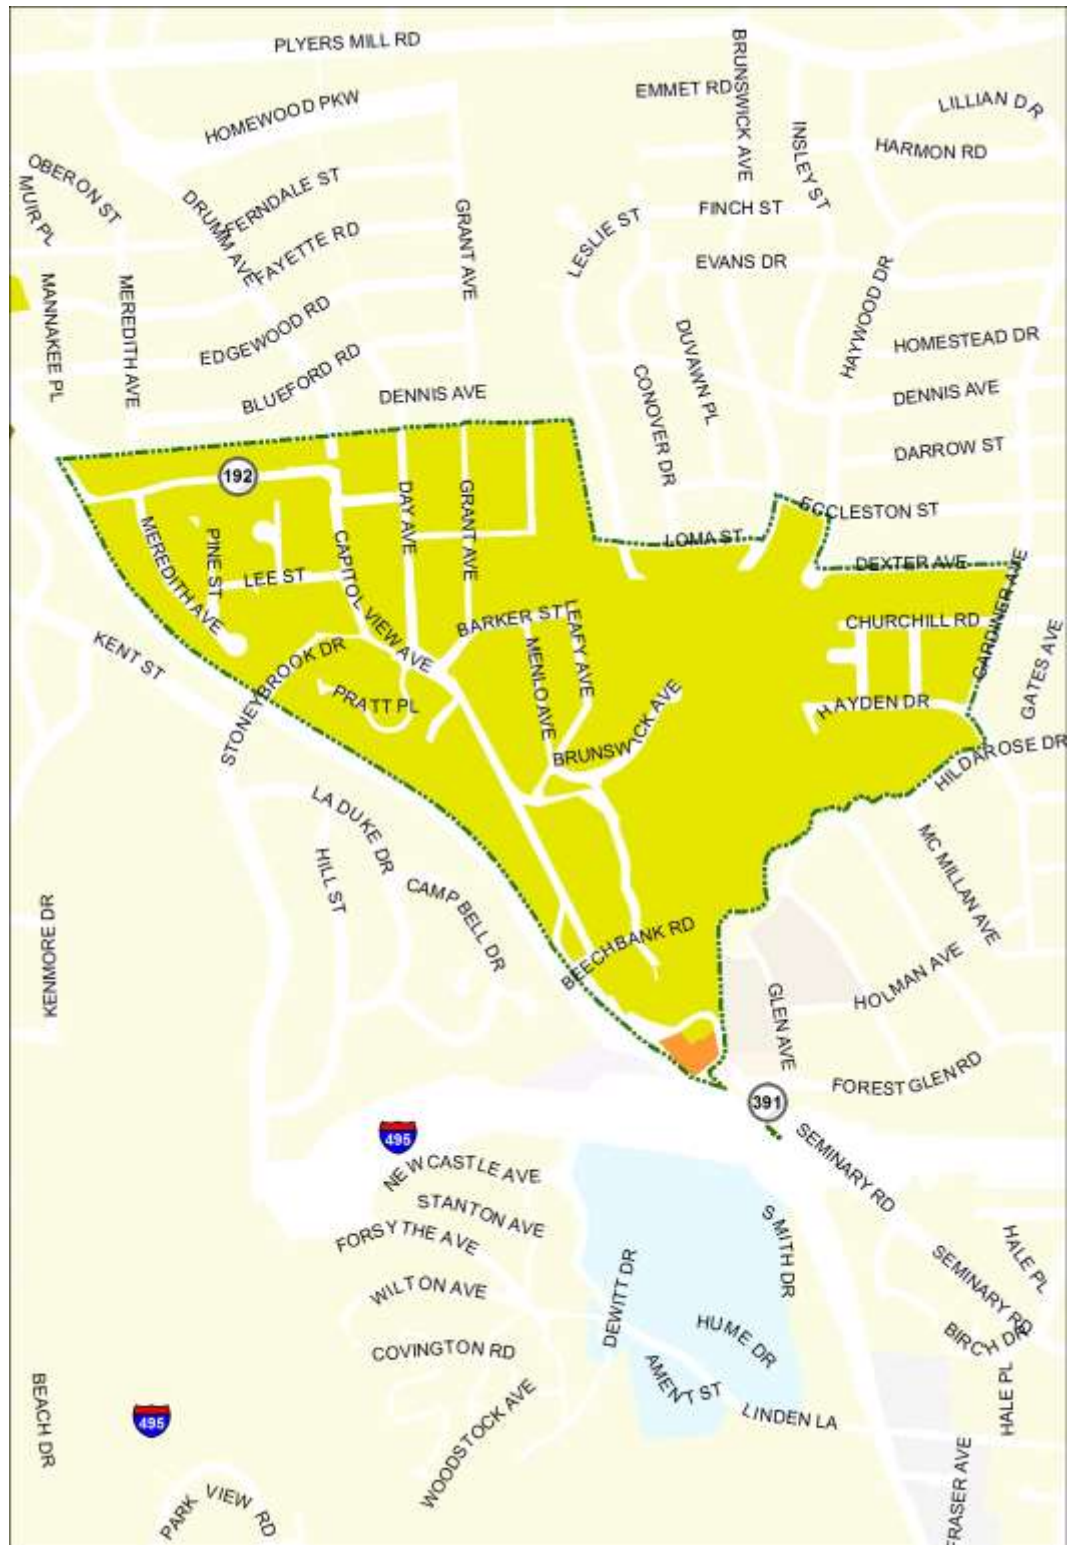 PLYERS MILL RD
HOMEWOOD PKW
EMMET RD
BRUNSWICK AVE
INSLEY ST
LILLIAN DR
HARMON RD
OBERON ST
MUIR PL
DRUMM AVE
FERNDALE ST
FAYETTE RD
GRANT AVE
LESLIE ST
FINCH ST
EVANS DR
HAYWOOD DR
MANNAKEE PL
MEREDITH AVE
EDGEWOOD RD
BLUEFORD RD
DENNIS AVE
CONOVER DR
DUVAWN PL
HOMESTEAD DR
DENNIS AVE
DARROW ST
192
MEREDITH AVE
PINE ST
LEE ST
CAPITOL VIEW AVE
DAY AVE
GRANT AVE
LOMA ST
ECCLESTON ST
DEXTER AVE
GARDINER AVE
CHURCHILL RD
GATES AVE
KENT ST
STONEYBROOK DR
PRATT PL
BARKER ST
LEAFY AVE
MENLO AVE
BRUNSWICK AVE
HAYDEN DR
HILDAROSE DR
LA DUKE DR
HILL ST
CAMPBELL DR
BEECHBANK RD
MC MILLAN AVE
KENMORE DR
GLEN AVE
HOLMAN AVE
FOREST GLEN RD
391
495
SEMINARY RD
NEWCASTLE AVE
STANTON AVE
FORSYTHE AVE
WILTON AVE
COVINGTON RD
DEWITT DR
SMITH DR
HUME DR
AMENT ST
LINDEN LA
HALE PL
SEMINARY RD
BIRCH DR
HALE PL
BEACH DR
495
WOODSTOCK AVE
PARK VIEW RD
FRASER AVE